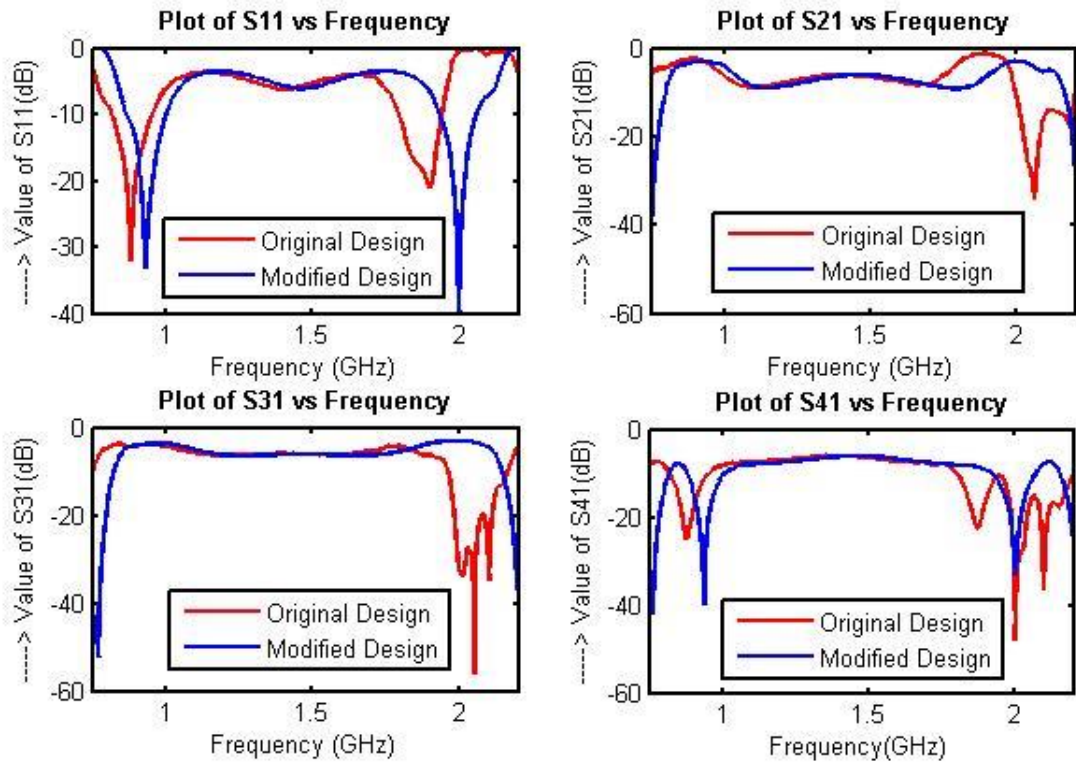 Plot of S11 vs Frequency
----> Value of S11(dB)
0
-10
-20
-30
-40
1
1.5
2
Frequency (GHz)
Original Design
Modified Design
Plot of S21 vs Frequency
----> Value of S21(dB)
0
-20
-40
-60
1
1.5
2
Frequency (GHz)
Original Design
Modified Design
Plot of S31 vs Frequency
----> Value of S31(dB)
0
-20
-40
-60
1
1.5
2
Frequency (GHz)
Original Design
Modified Design
Plot of S41 vs Frequency
----> Value of S41(dB)
0
-20
-40
-60
1
1.5
2
Frequency(GHz)
Original Design
Modified Design